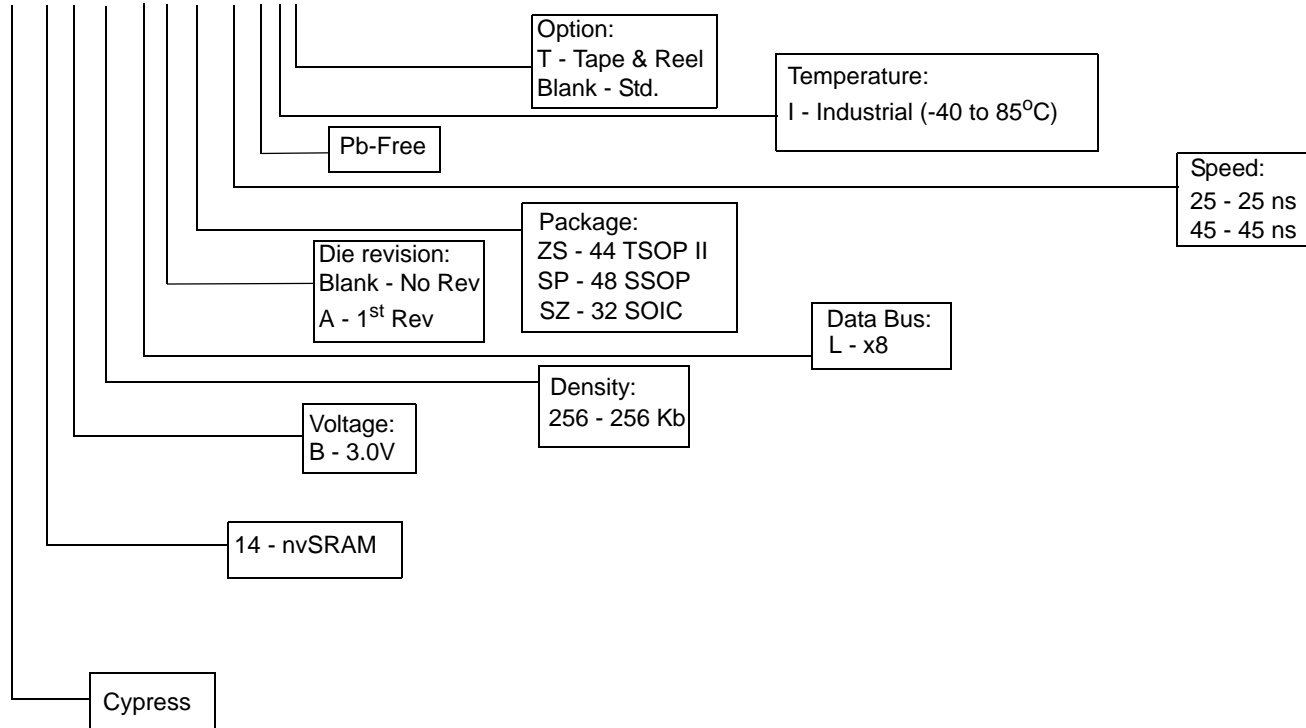 Option:
T - Tape & Reel
Blank - Std.
Temperature:
I - Industrial (-40 to 85oC)
Pb-Free
Speed:
25 - 25 ns
45 - 45 ns
Package:
ZS - 44 TSOP II
SP - 48 SSOP
SZ - 32 SOIC
Die revision:
Blank - No Rev
A - 1st Rev
Data Bus:
L - x8
Density:
256 - 256 Kb
Voltage:
B - 3.0V
14 - nvSRAM
Cypress